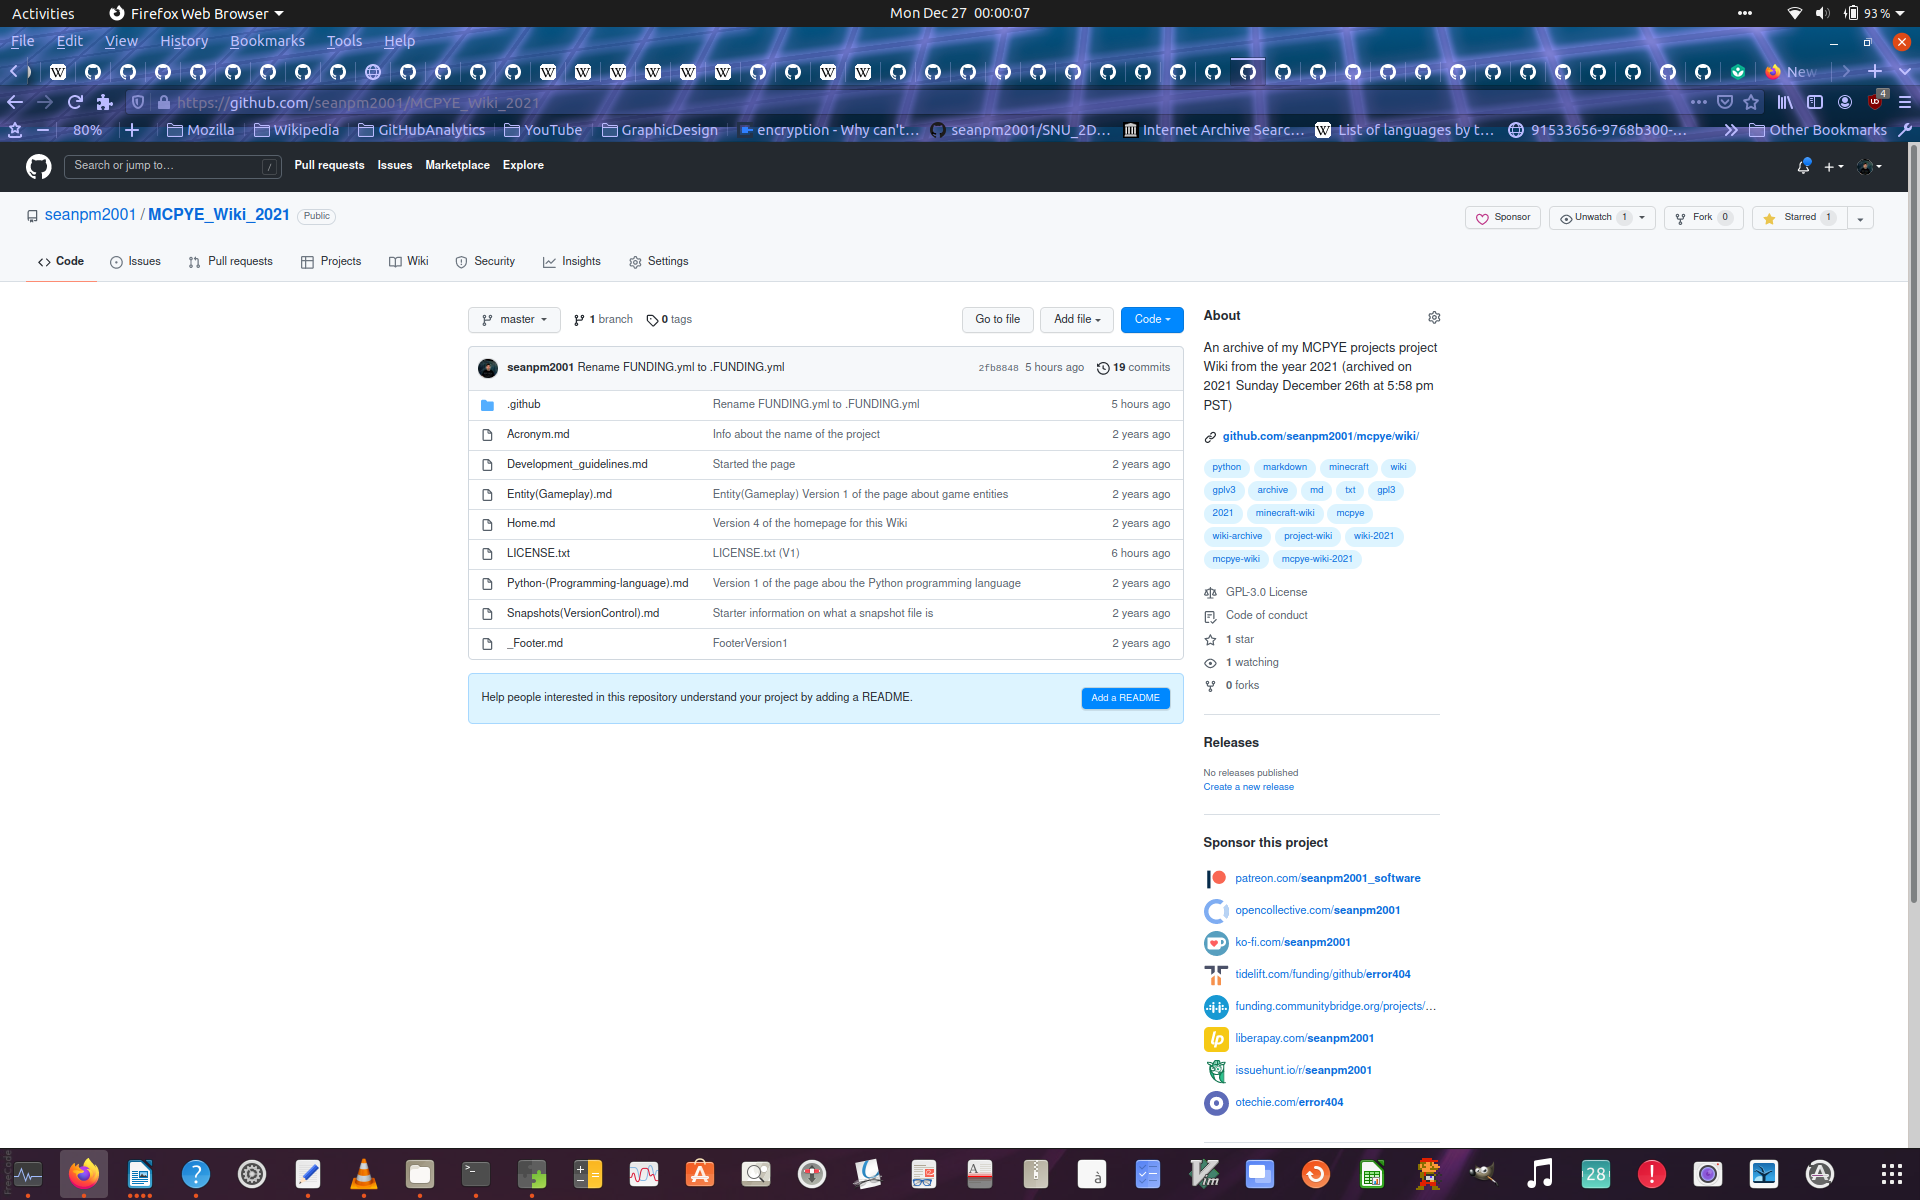 Activities Firefox Web Browser Mon Dec 27 00:00:07 93 %
File Edit View History Bookmarks Tools Help
New
https://github.com/seanpm2001/MCPYE_Wiki_2021 4
80% Mozilla Wikipedia GitHubAnalytics YouTube GraphicDesign encryption - Why can't... seanpm2001/SNU_2D... Internet Archive Searc... List of languages by t... 91533656-9768b300-... Other Bookmarks
Search or jump to... / Pull requests Issues Marketplace Explore
seanpm2001 / MCPYE_Wiki_2021 Public Sponsor Unwatch 1 Fork 0 Starred 1
Code Issues Pull requests Projects Wiki Security Insights Settings
master 1 branch 0 tags Go to file Add file Code
seanpm2001 Rename FUNDING.yml to .FUNDING.yml 2fb8848 5 hours ago 19 commits
.github Rename FUNDING.yml to .FUNDING.yml 5 hours ago
Acronym.md Info about the name of the project 2 years ago
Development_guidelines.md Started the page 2 years ago
Entity(Gameplay).md Entity(Gameplay) Version 1 of the page about game entities 2 years ago
Home.md Version 4 of the homepage for this Wiki 2 years ago
LICENSE.txt LICENSE.txt (V1) 6 hours ago
Python-(Programming-language).md Version 1 of the page abou the Python programming language 2 years ago
Snapshots(VersionControl).md Starter information on what a snapshot file is 2 years ago
_Footer.md FooterVersion1 2 years ago
Help people interested in this repository understand your project by adding a README. Add a README
About
An archive of my MCPYE projects project
Wiki from the year 2021 (archived on
2021 Sunday December 26th at 5:58 pm
PST)
github.com/seanpm2001/mcpye/wiki/
python markdown minecraft wiki
gplv3 archive md txt gpl3
2021 minecraft-wiki mcpye
wiki-archive project-wiki wiki-2021
mcpye-wiki mcpye-wiki-2021
GPL-3.0 License
Code of conduct
1 star
1 watching
0 forks
Releases
No releases published
Create a new release
Sponsor this project
patreon.com/seanpm2001_software
opencollective.com/seanpm2001
ko-fi.com/seanpm2001
tidelift.com/funding/github/error404
funding.communitybridge.org/projects/...
liberapay.com/seanpm2001
issuehunt.io/r/seanpm2001
otechie.com/error404
28